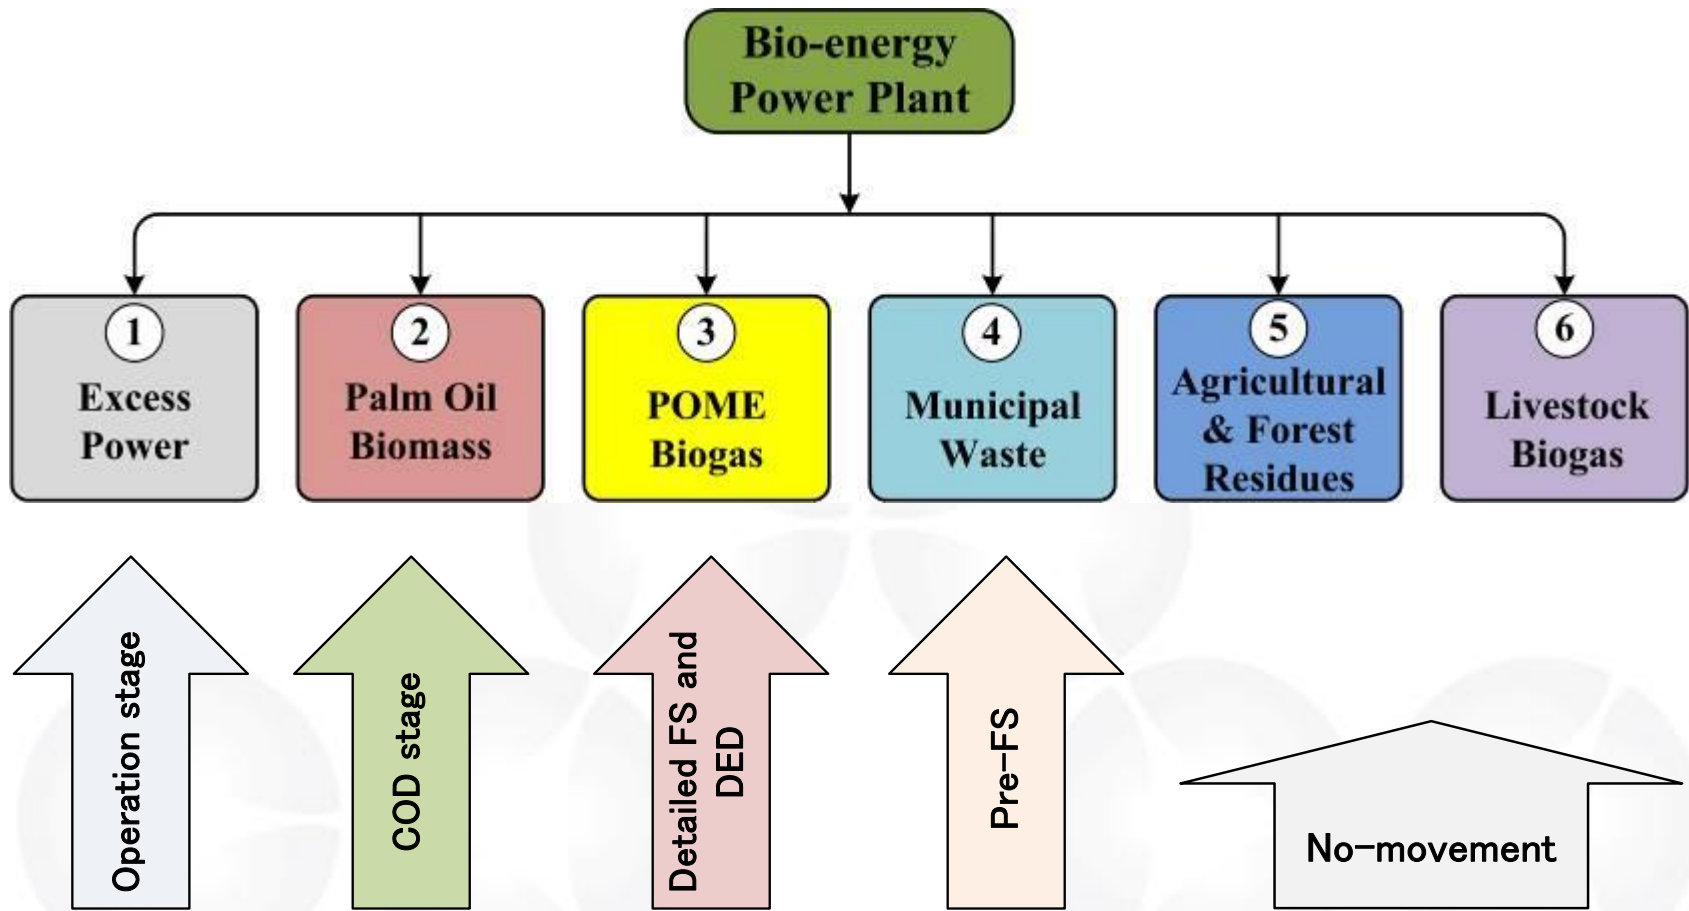 Bio-energy
Power Plant
1
Excess
Power
2
Palm Oil
Biomass
3
POME
Biogas
4
Municipal
Waste
5
Agricultural
& Forest
Residues
6
Livestock
Biogas
Operation stage
COD stage
Detailed FS and
DED
Pre-FS
No-movement